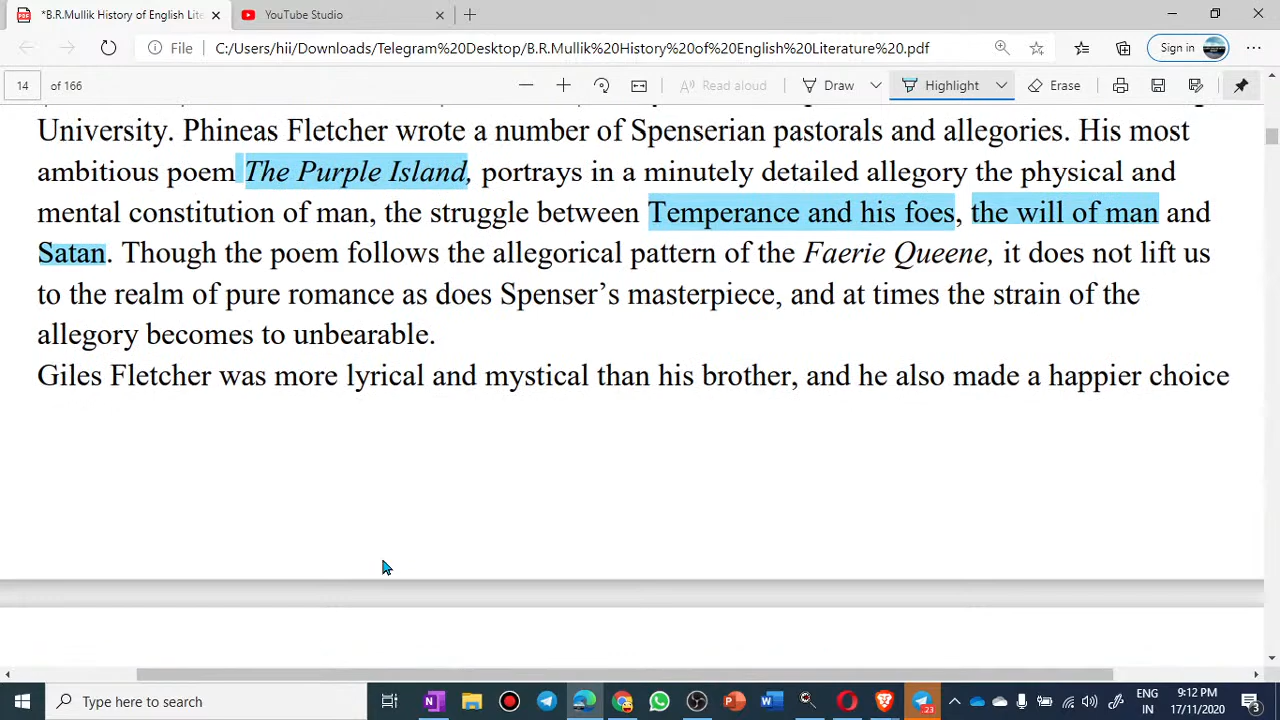 *B.R.Mullik History of English Lite
YouTube Studio
File C:/Users/hii/Downloads/Telegram%20Desktop/B.R.Mullik%20History%20of%20English%20Literature%20.pdf
Sign in
14 of 166
Read aloud
Draw
Highlight
Erase
University. Phineas Fletcher wrote a number of Spenserian pastorals and allegories. His most
ambitious poem The Purple Island, portrays in a minutely detailed allegory the physical and
mental constitution of man, the struggle between Temperance and his foes, the will of man and
Satan. Though the poem follows the allegorical pattern of the Faerie Queene, it does not lift us
to the realm of pure romance as does Spenser’s masterpiece, and at times the strain of the
allegory becomes to unbearable.
Giles Fletcher was more lyrical and mystical than his brother, and he also made a happier choice
Type here to search
ENG
IN
9:12 PM
17/11/2020